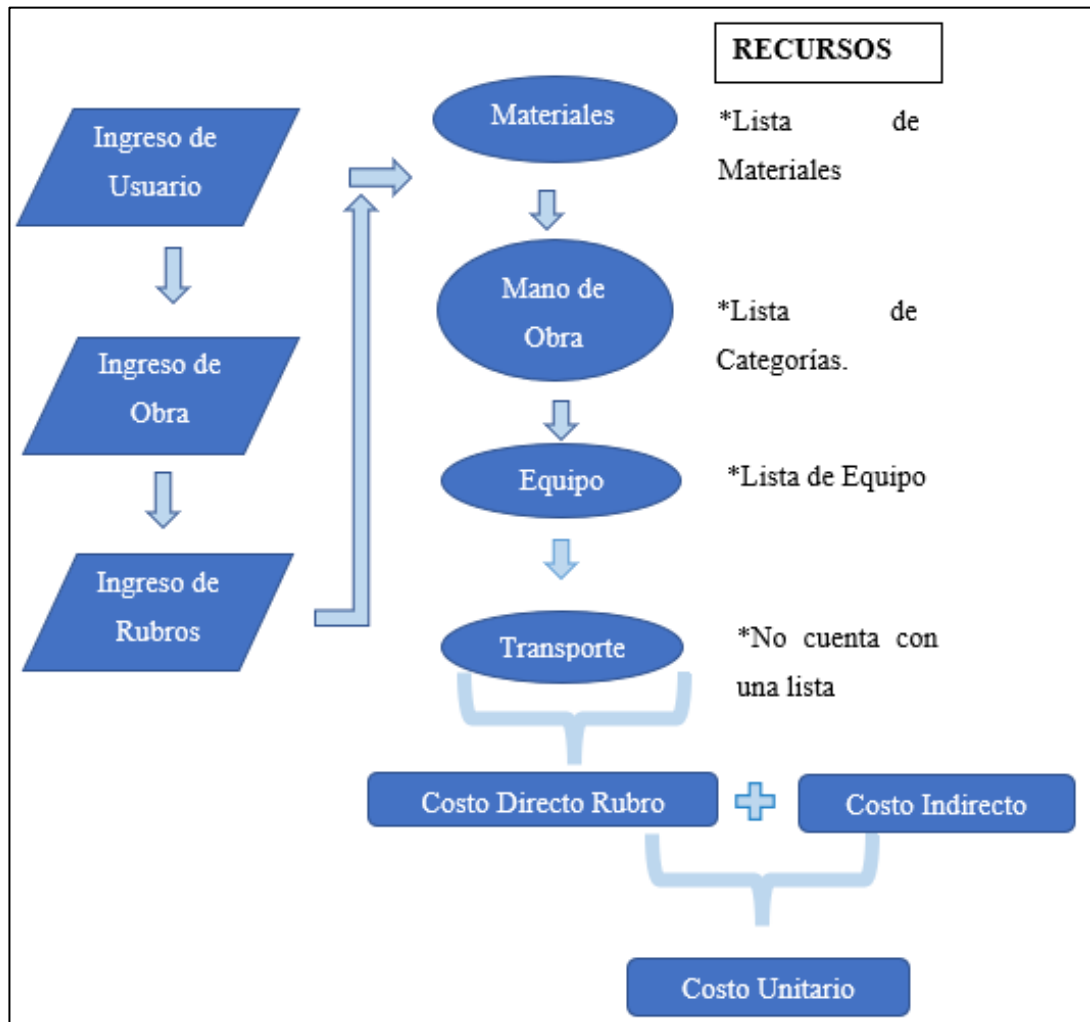 RECURSOS
Ingreso de
Usuario
Ingreso de
Obra
Ingreso de
Rubros
Materiales
*Lista de
Materiales
Mano de
Obra
*Lista de
Categorías.
Equipo
*Lista de Equipo
Transporte
*No cuenta con
una lista
Costo Directo Rubro
Costo Indirecto
Costo Unitario